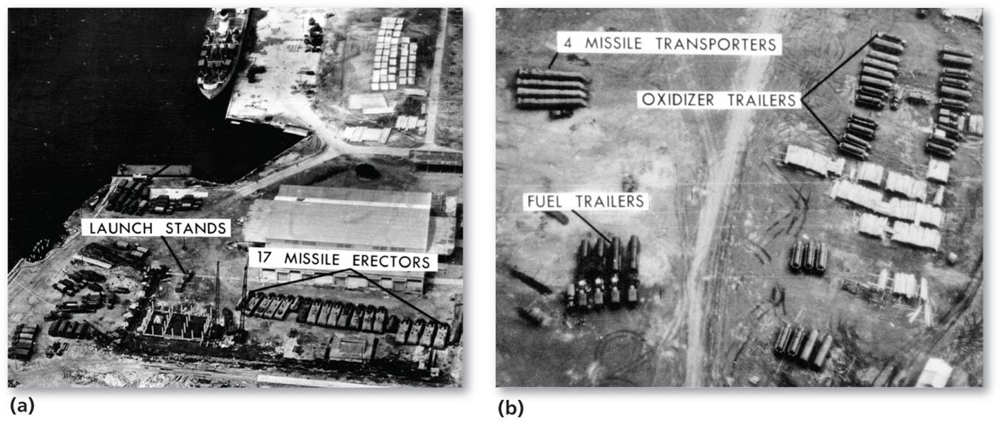 LAUNCH STANDS
17 MISSILE ERECTORS
(a)
4 MISSILE TRANSPORTERS
OXIDIZER TRAILERS
FUEL TRAILERS
(b)